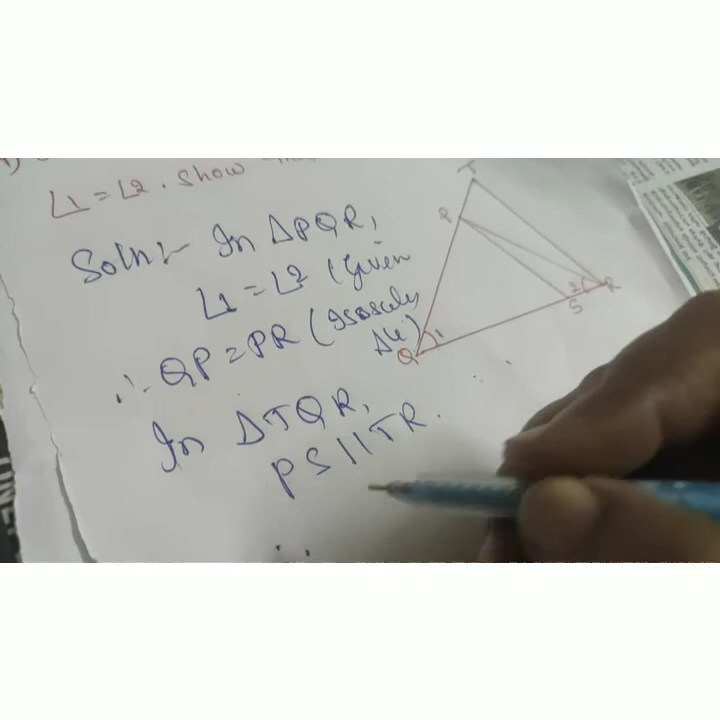 ∠1 = ∠2 . Show
Soln :- In ΔPQR,
∠1 = ∠2 (Given
∴ QP = PR (Isosceles
Δle)
In ΔTQR,
PS || TR.
∴
T
P
2
R
S
1
Q